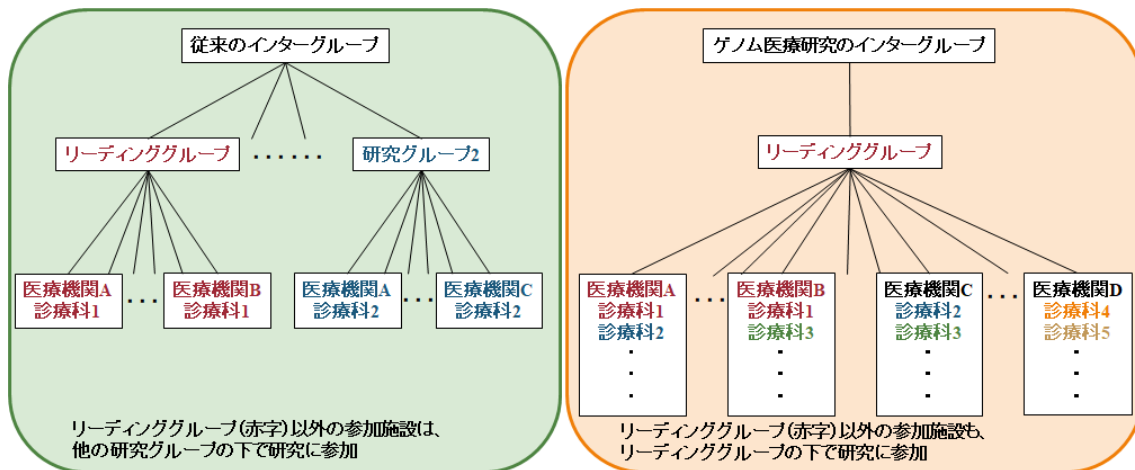 従来のインターグループ
リーディンググループ
......
研究グループ2
医療機関A
診療科1
...
医療機関B
診療科1
医療機関A
診療科2
...
医療機関C
診療科2
リーディンググループ(赤字)以外の参加施設は、
他の研究グループの下で研究に参加
ゲノム医療研究のインターグループ
リーディンググループ
医療機関A
診療科1
診療科2
...
医療機関B
診療科1
診療科3
医療機関C
診療科2
診療科3
...
医療機関D
診療科4
診療科5
リーディンググループ(赤字)以外の参加施設も、
リーディンググループの下で研究に参加